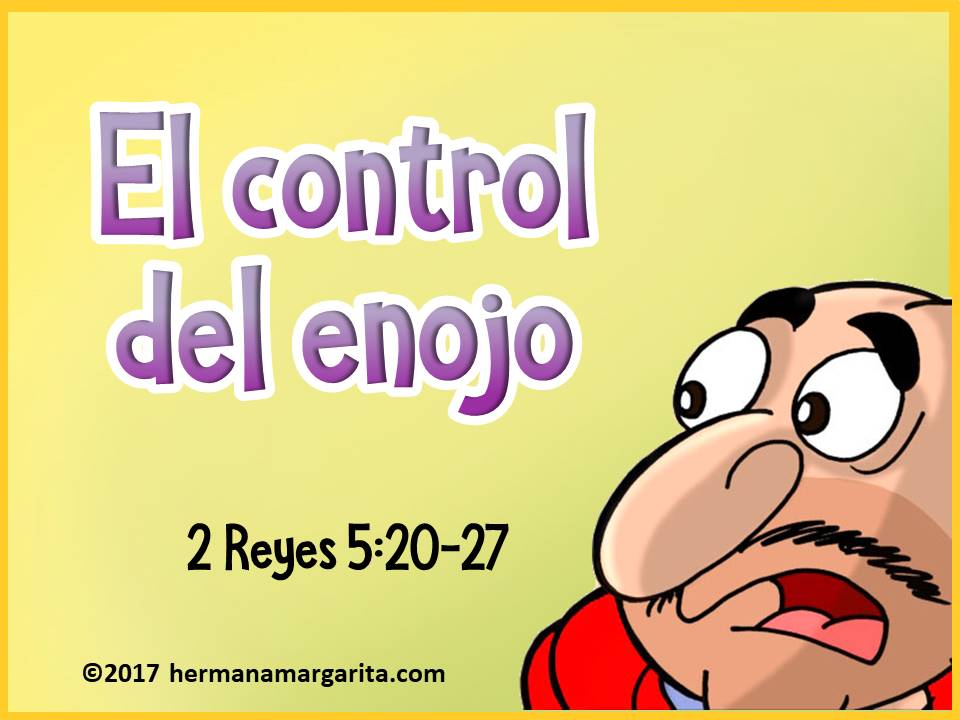 El control
del enojo
2 Reyes 5:20-27
©2017 hermanamargarita.com